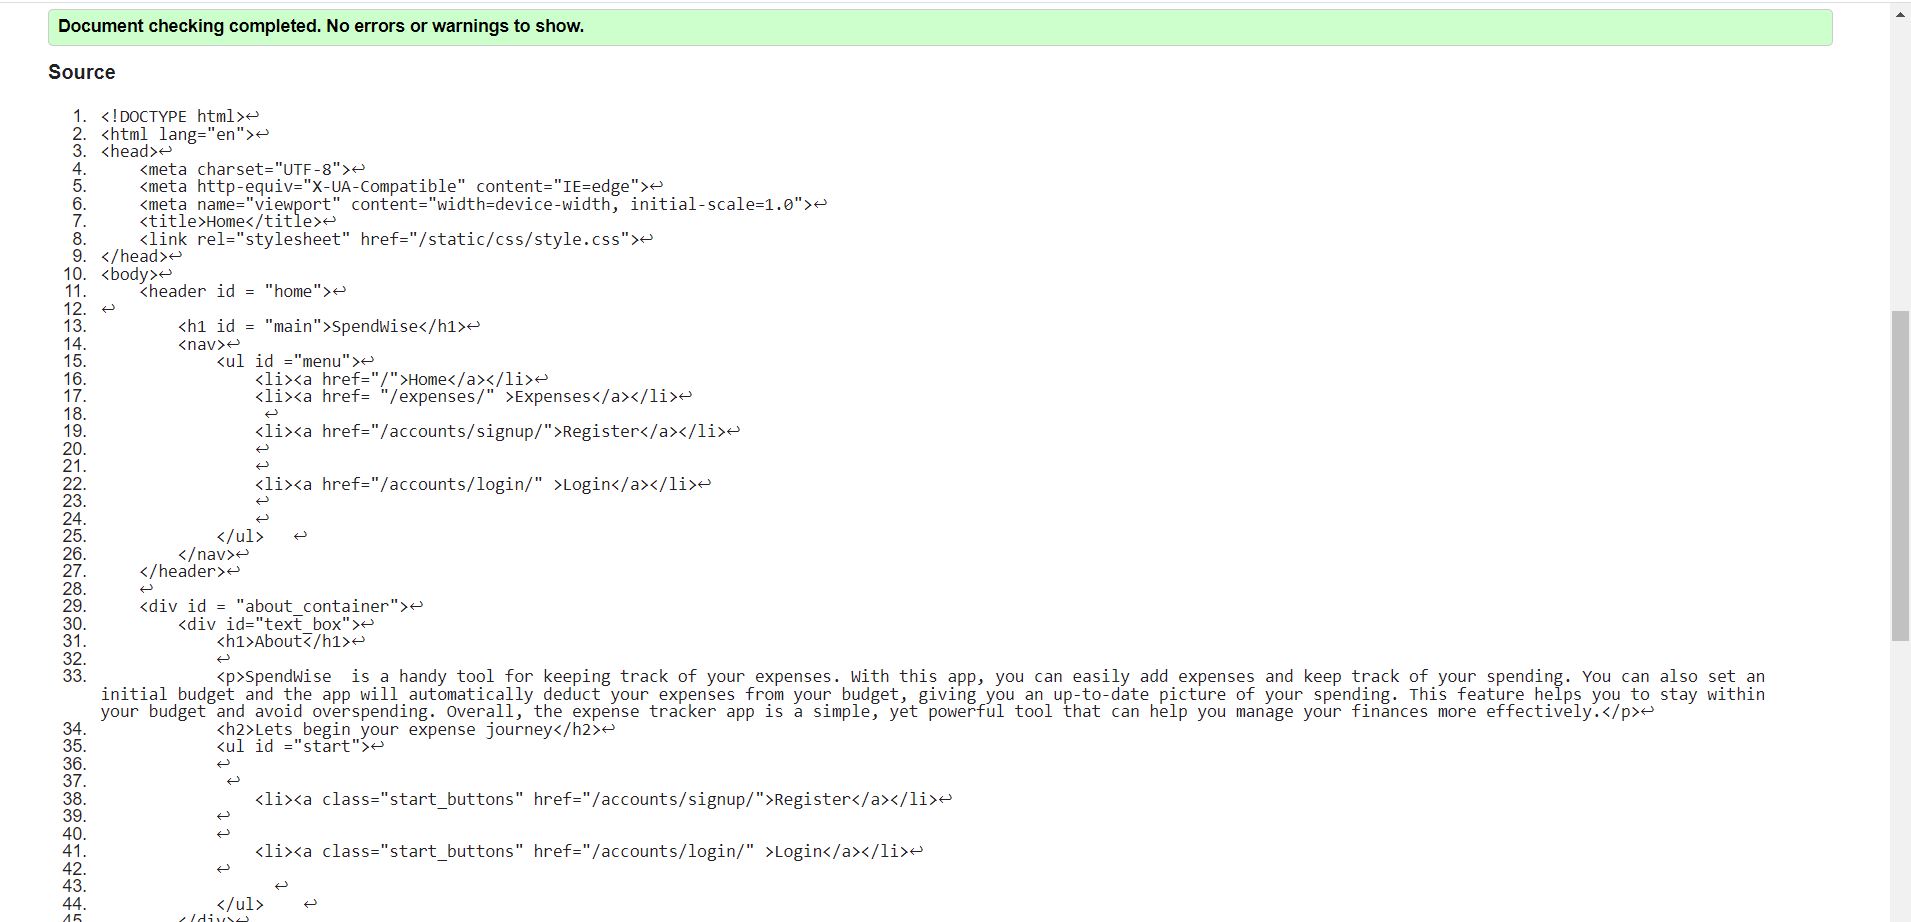 Document checking completed. No errors or warnings to show.
Source
1. <!DOCTYPE html>↩
2. <html lang="en">↩
3. <head>↩
4.     <meta charset="UTF-8">↩
5.     <meta http-equiv="X-UA-Compatible" content="IE=edge">↩
6.     <meta name="viewport" content="width=device-width, initial-scale=1.0">↩
7.     <title>Home</title>↩
8.     <link rel="stylesheet" href="/static/css/style.css">↩
9. </head>↩
10. <body>↩
11.     <header id = "home">↩
12. ↩
13.         <h1 id = "main">SpendWise</h1>↩
14.         <nav>↩
15.             <ul id ="menu">↩
16.                 <li><a href="/">Home</a></li>↩
17.                 <li><a href= "/expenses/" >Expenses</a></li>↩
18.                  ↩
19.                 <li><a href="/accounts/signup/">Register</a></li>↩
20.                 ↩
21.                 ↩
22.                 <li><a href="/accounts/login/" >Login</a></li>↩
23.                 ↩
24.                 ↩
25.             </ul>   ↩
26.         </nav>↩
27.     </header>↩
28.     ↩
29.     <div id = "about_container">↩
30.         <div id="text_box">↩
31.             <h1>About</h1>↩
32.             ↩
33.             <p>SpendWise  is a handy tool for keeping track of your expenses. With this app, you can easily add expenses and keep track of your spending. You can also set an
initial budget and the app will automatically deduct your expenses from your budget, giving you an up-to-date picture of your spending. This feature helps you to stay within
your budget and avoid overspending. Overall, the expense tracker app is a simple, yet powerful tool that can help you manage your finances more effectively.</p>↩
34.             <h2>Lets begin your expense journey</h2>↩
35.             <ul id ="start">↩
36.             ↩
37.              ↩
38.                 <li><a class="start_buttons" href="/accounts/signup/">Register</a></li>↩
39.             ↩
40.             ↩
41.                 <li><a class="start_buttons" href="/accounts/login/" >Login</a></li>↩
42.             ↩
43.                   ↩
44.             </ul>    ↩
45.         </div>↩